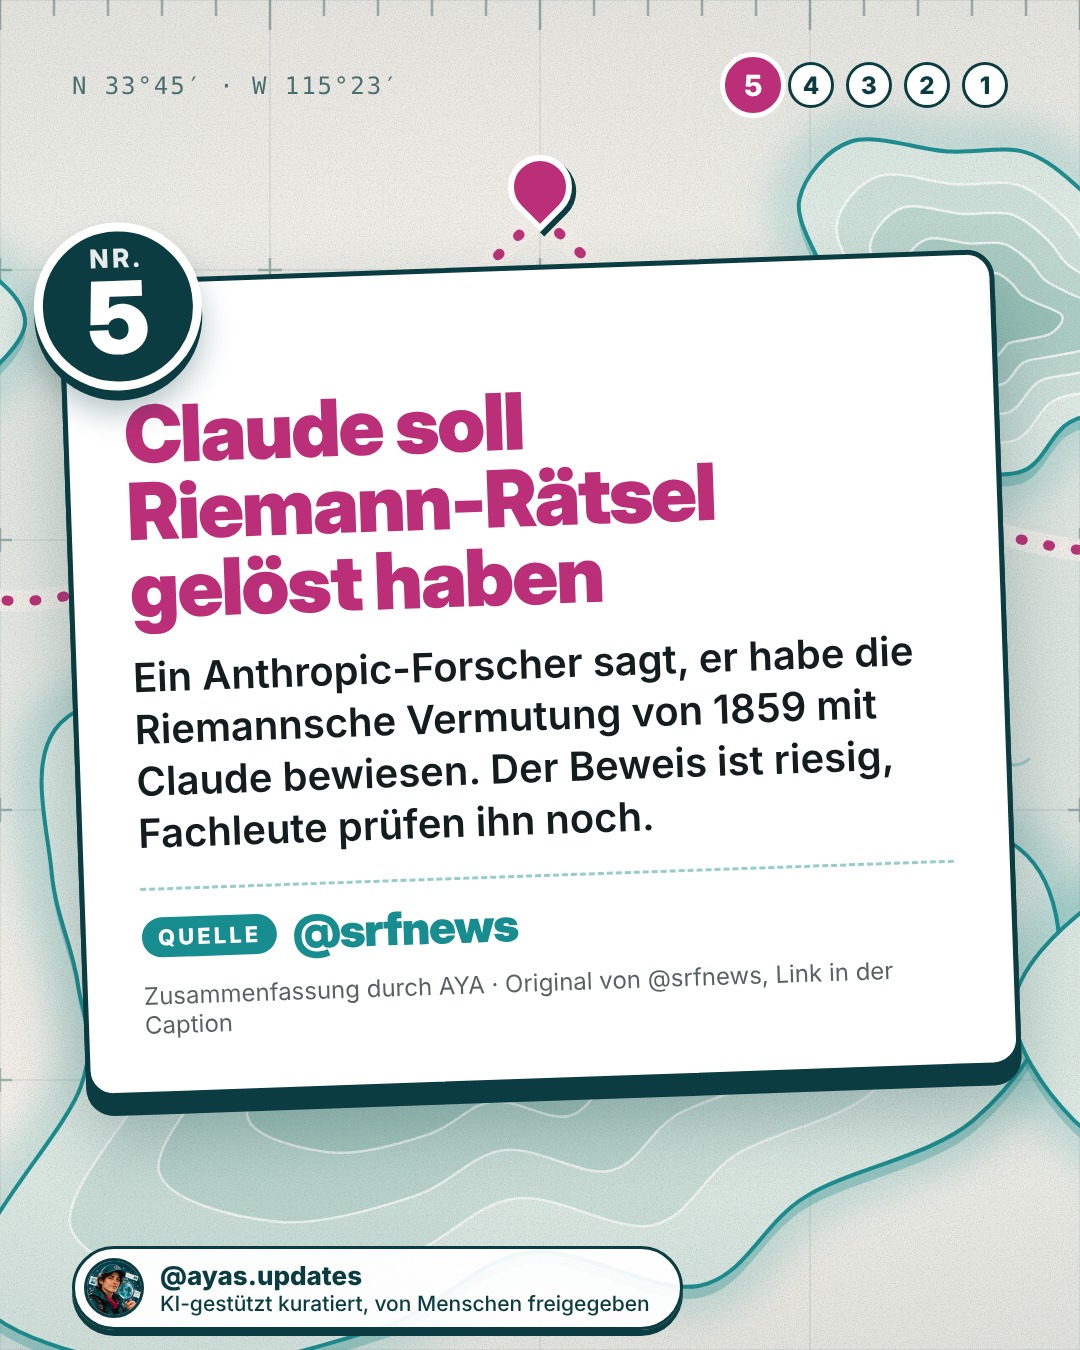 N 33°45′ · W 115°23′
5 4 3 2 1
NR.
5
Claude soll
Riemann-Rätsel
gelöst haben
Ein Anthropic-Forscher sagt, er habe die
Riemannsche Vermutung von 1859 mit
Claude bewiesen. Der Beweis ist riesig,
Fachleute prüfen ihn noch.
QUELLE @srfnews
Zusammenfassung durch AYA · Original von @srfnews, Link in der
Caption
@ayas.updates
KI-gestützt kuratiert, von Menschen freigegeben